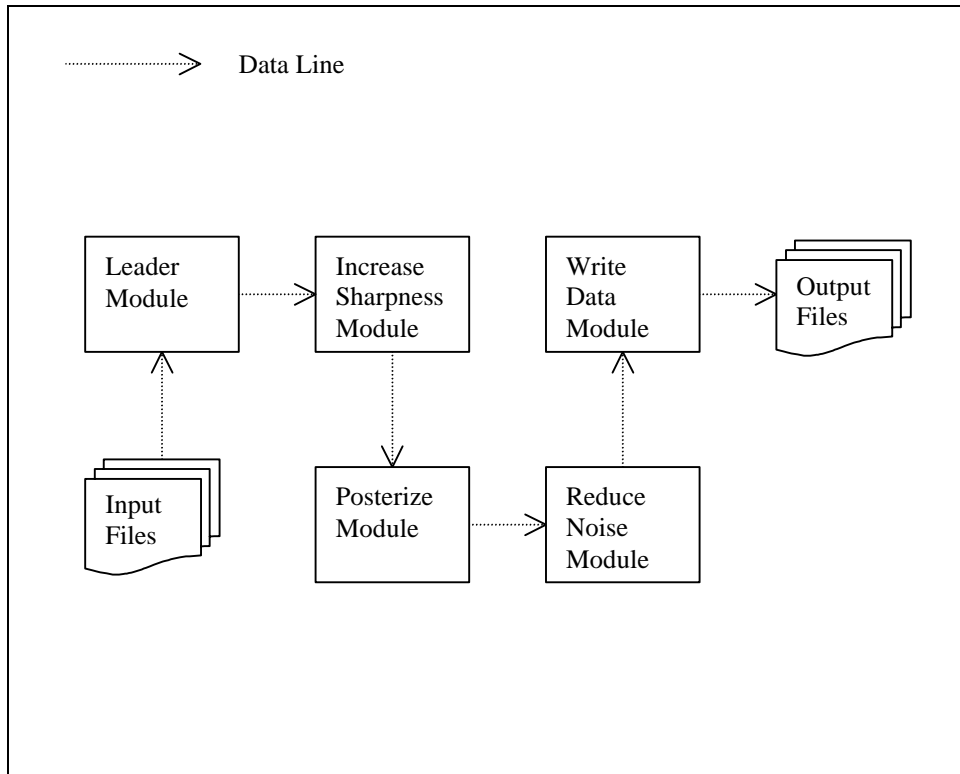 Data Line
Leader
Module
Increase
Sharpness
Module
Write
Data
Module
Output
Files
Input
Files
Posterize
Module
Reduce
Noise
Module